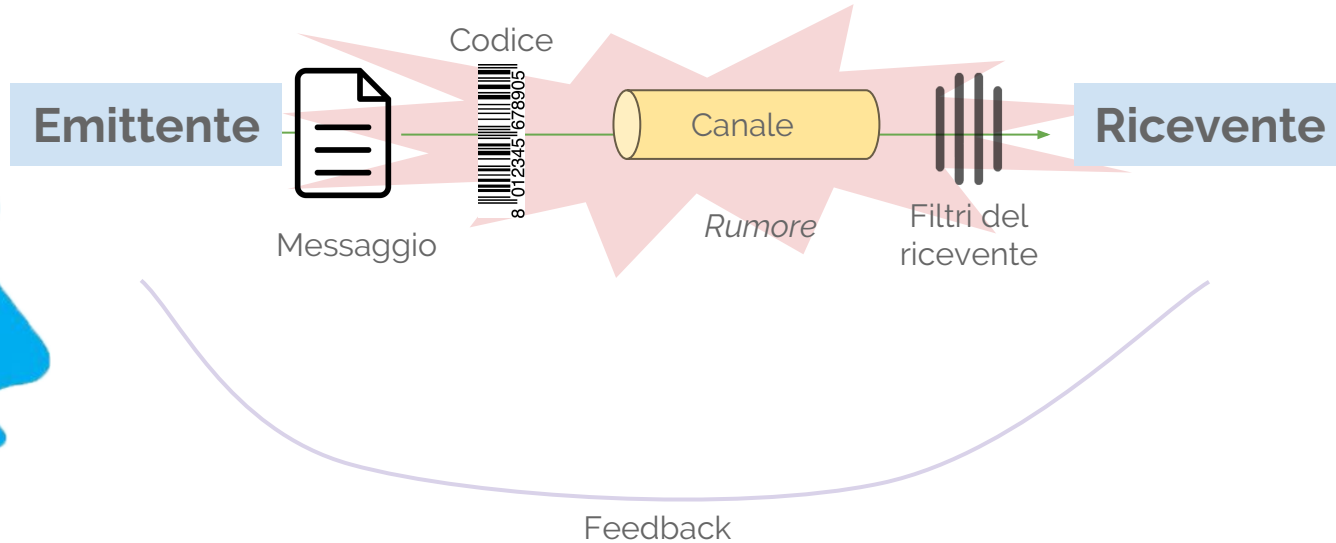 Codice
Emittente
8 012345 678905
Canale
Ricevente
Messaggio
Rumore
Filtri del
ricevente
Feedback